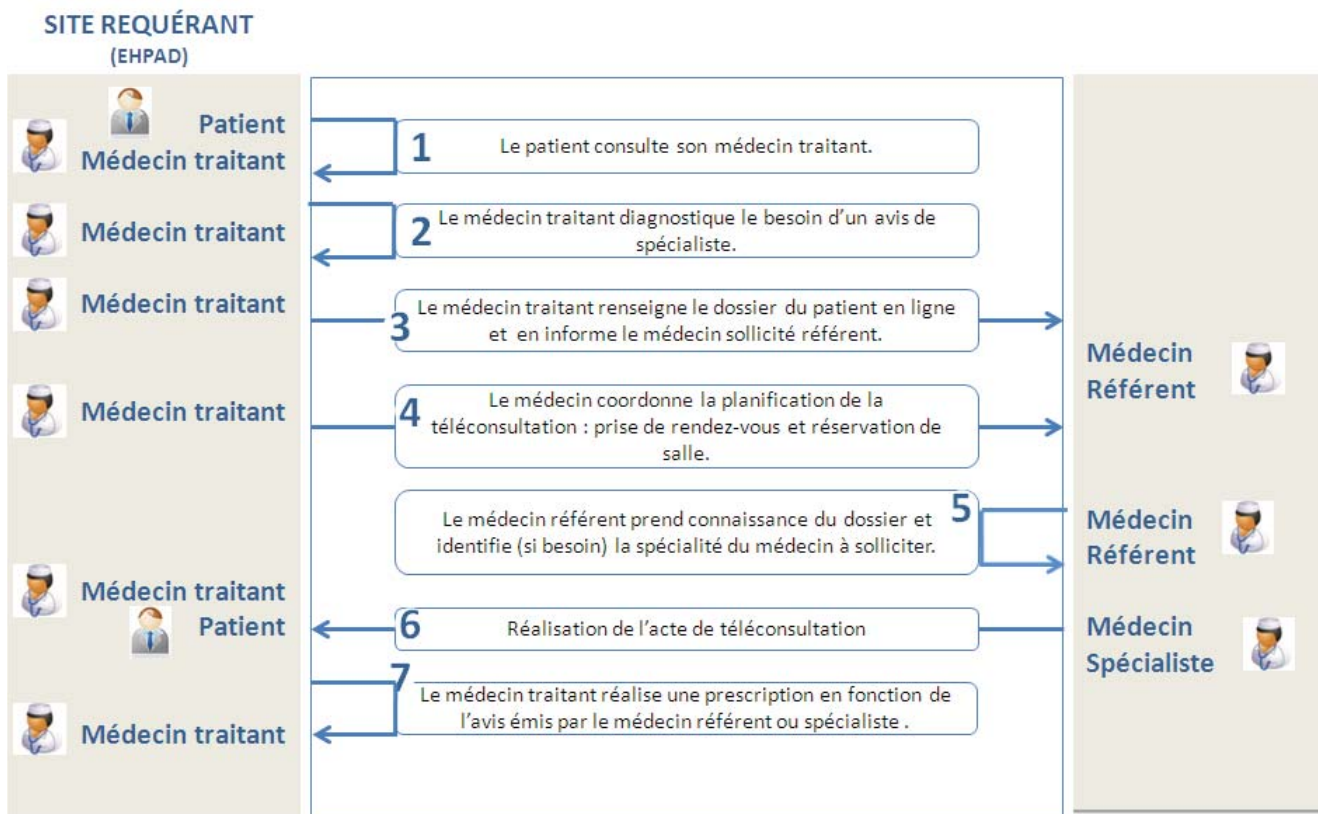 SITE REQUÉRANT
(EHPAD)
Patient
Médecin traitant
1
Le patient consulte son médecin traitant.
Médecin traitant
2
Le médecin traitant diagnostique le besoin d'un avis de
spécialiste.
Médecin traitant
3
Le médecin traitant renseigne le dossier du patient en ligne
et en informe le médecin sollicité référent.
Médecin
Référent
Médecin traitant
4
Le médecin coordonne la planification de la
téléconsultation : prise de rendez-vous et réservation de
salle.
5
Le médecin référent prend connaissance du dossier et
identifie (si besoin) la spécialité du médecin à solliciter.
Médecin
Référent
Médecin traitant
Patient
6
Réalisation de l'acte de téléconsultation
Médecin
Spécialiste
7
Le médecin traitant réalise une prescription en fonction de
l'avis émis par le médecin référent ou spécialiste .
Médecin traitant